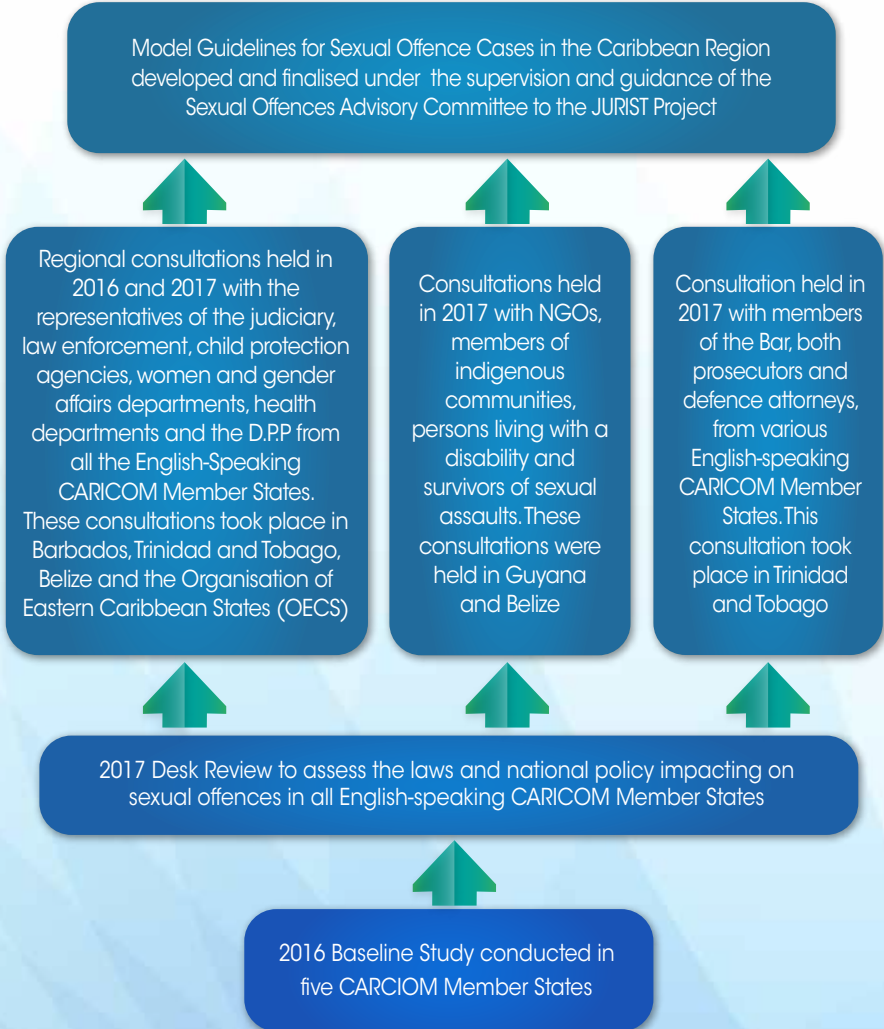 Model Guidelines for Sexual Offence Cases in the Caribbean Region
developed and finalised under the supervision and guidance of the
Sexual Offences Advisory Committee to the JURIST Project
Regional consultations held in
2016 and 2017 with the
representatives of the judiciary,
law enforcement, child protection
agencies, women and gender
affairs departments, health
departments and the D.P.P from
all the English-Speaking
CARICOM Member States.
These consultations took place in
Barbados, Trinidad and Tobago,
Belize and the Organisation of
Eastern Caribbean States (OECS)
Consultations held
in 2017 with NGOs,
members of
indigenous
communities,
persons living with a
disability and
survivors of sexual
assaults. These
consultations were
held in Guyana
and Belize
Consultation held in
2017 with members
of the Bar, both
prosecutors and
defence attorneys,
from various
English-speaking
CARICOM Member
States. This
consultation took
place in Trinidad
and Tobago
2017 Desk Review to assess the laws and national policy impacting on
sexual offences in all English-speaking CARICOM Member States
2016 Baseline Study conducted in
five CARCIOM Member States